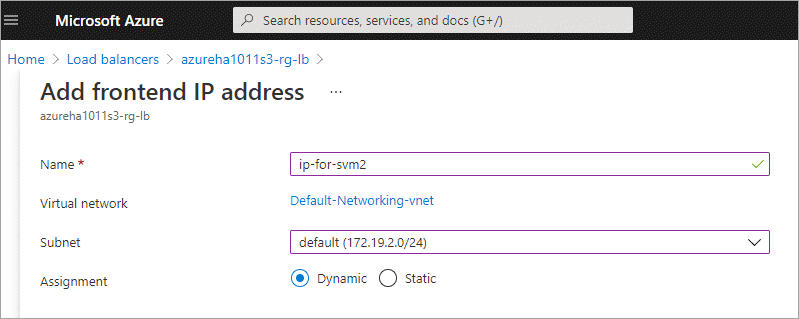 Microsoft Azure
Search resources, services, and docs (G+/)
Home > Load balancers > azureha1011s3-rg-lb >
Add frontend IP address ...
azureha1011s3-rg-lb
Name * ip-for-svm2
Virtual network Default-Networking-vnet
Subnet default (172.19.2.0/24)
Assignment Dynamic Static